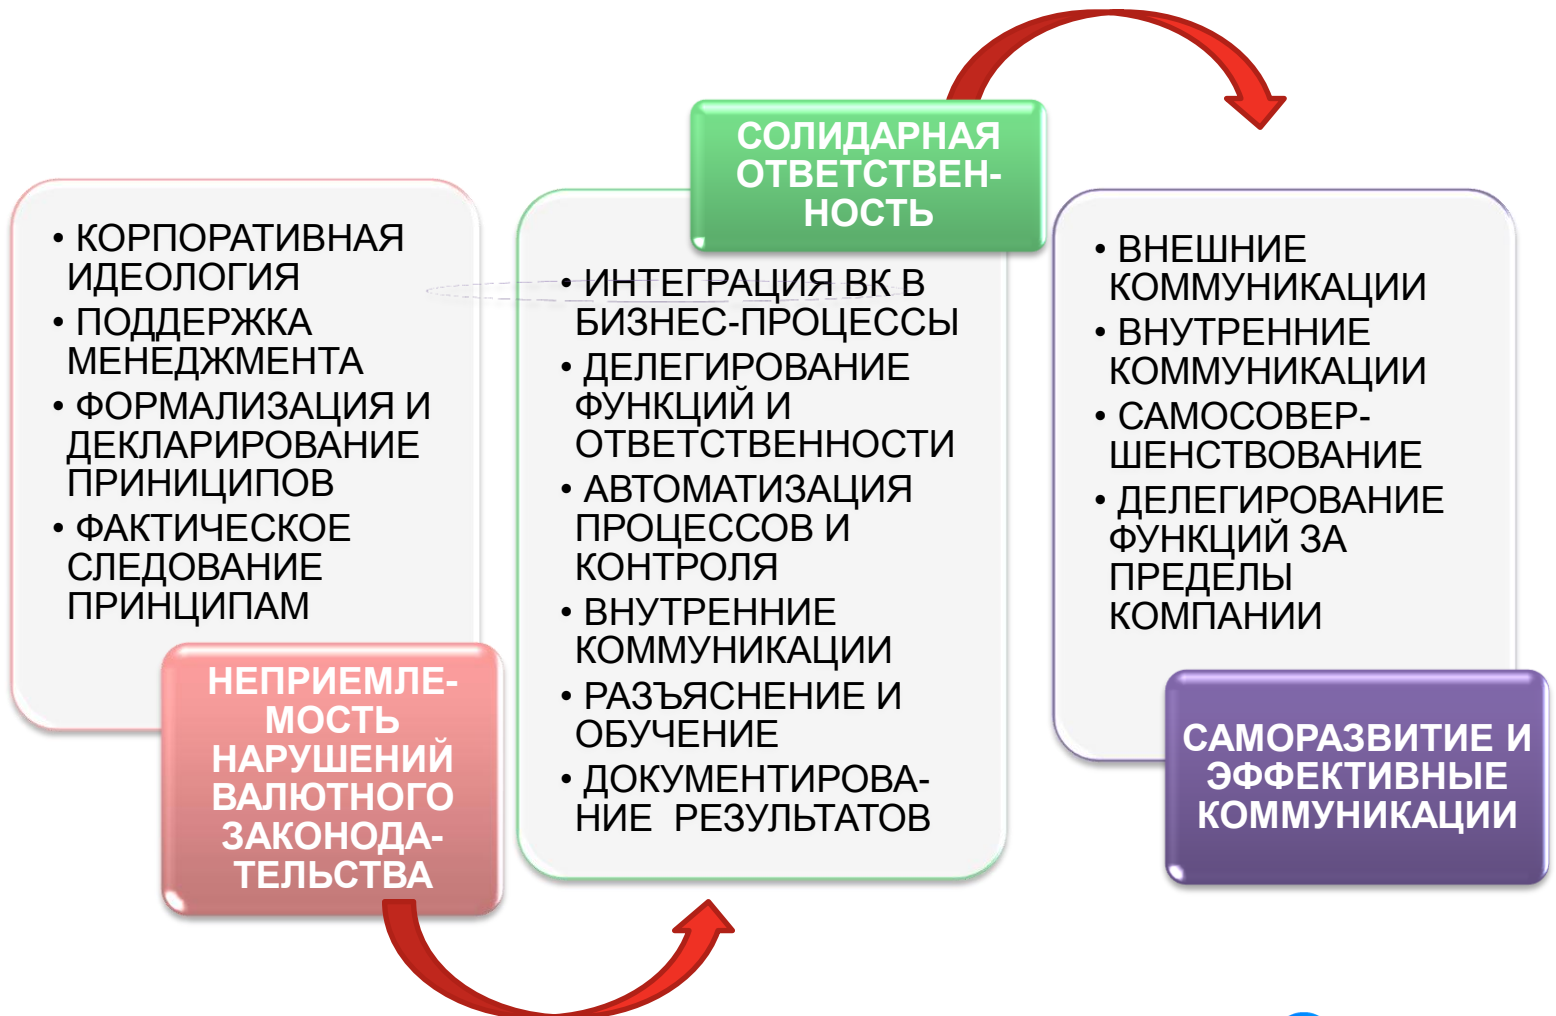 • КОРПОРАТИВНАЯ
ИДЕОЛОГИЯ
• ПОДДЕРЖКА
МЕНЕДЖМЕНТА
• ФОРМАЛИЗАЦИЯ И
ДЕКЛАРИРОВАНИЕ
ПРИНИЦИПОВ
• ФАКТИЧЕСКОЕ
СЛЕДОВАНИЕ
ПРИНЦИПАМ
НЕПРИЕМЛЕ-
МОСТЬ
НАРУШЕНИЙ
ВАЛЮТНОГО
ЗАКОНОДА-
ТЕЛЬСТВА
СОЛИДАРНАЯ
ОТВЕТСТВЕН-
НОСТЬ
• ИНТЕГРАЦИЯ ВК В
БИЗНЕС-ПРОЦЕССЫ
• ДЕЛЕГИРОВАНИЕ
ФУНКЦИЙ И
ОТВЕТСТВЕННОСТИ
• АВТОМАТИЗАЦИЯ
ПРОЦЕССОВ И
КОНТРОЛЯ
• ВНУТРЕННИЕ
КОММУНИКАЦИИ
• РАЗЪЯСНЕНИЕ И
ОБУЧЕНИЕ
• ДОКУМЕНТИРОВА-
НИЕ РЕЗУЛЬТАТОВ
• ВНЕШНИЕ
КОММУНИКАЦИИ
• ВНУТРЕННИЕ
КОММУНИКАЦИИ
• САМОСОВЕР-
ШЕНСТВОВАНИЕ
• ДЕЛЕГИРОВАНИЕ
ФУНКЦИЙ ЗА
ПРЕДЕЛЫ
КОМПАНИИ
САМОРАЗВИТИЕ И
ЭФФЕКТИВНЫЕ
КОММУНИКАЦИИ